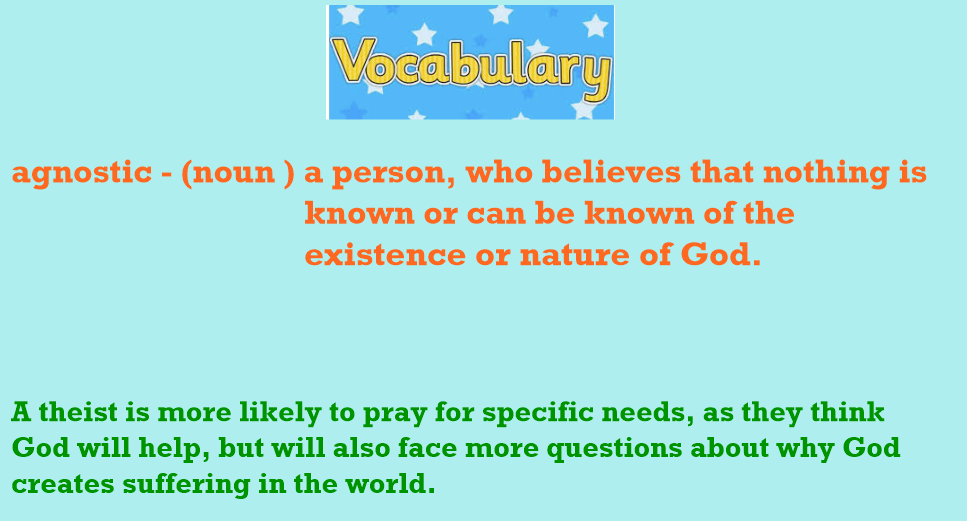 Vocabulary
agnostic - (noun ) a person, who believes that nothing is
known or can be known of the
existence or nature of God.
A theist is more likely to pray for specific needs, as they think
God will help, but will also face more questions about why God
creates suffering in the world.